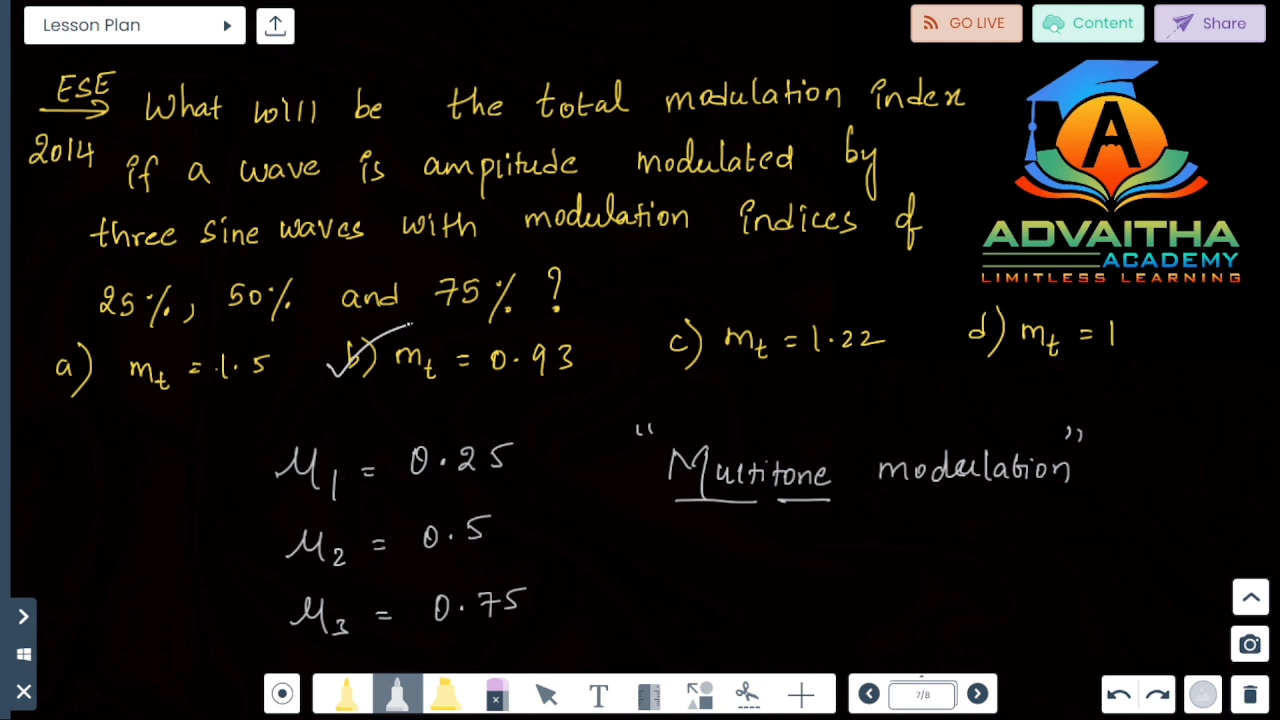 Lesson Plan
GO LIVE
Content
Share
ESE What will be the total modulation index
2014 if a wave is amplitude modulated by
three sine waves with modulation indices of
25%, 50% and 75% ?
a) mt = 1.5 b) mt = 0.93 c) mt = 1.22 d) mt = 1
A
ADVAITHA
ACADEMY
LIMITLESS LEARNING
μ1 = 0.25 "Multitone modulation"
μ2 = 0.5
μ3 = 0.75
T
7/8
A